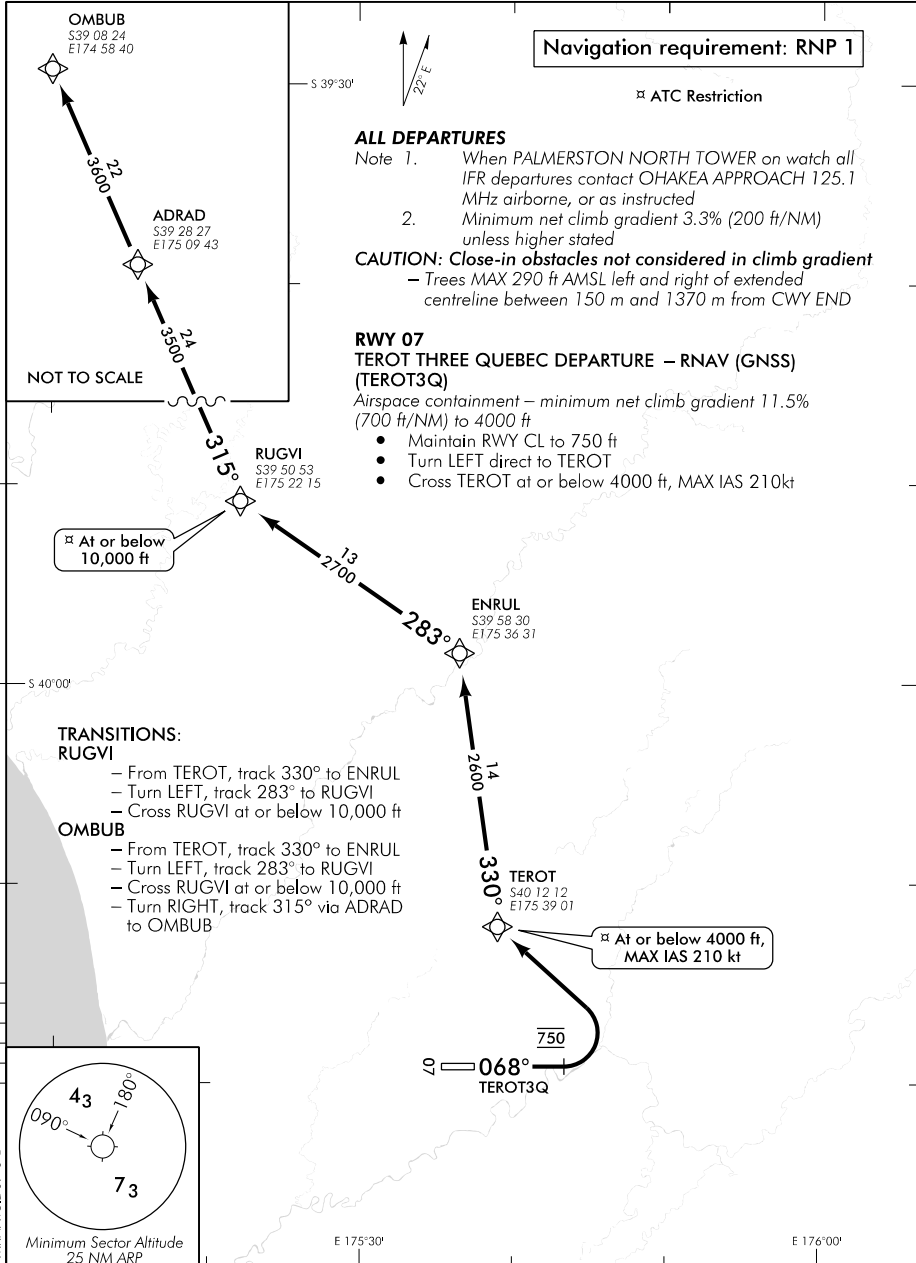 OMBUB
S39 08 24
E174 58 40
22
3600
ADRAD
S39 28 27
E175 09 43
24
3500
NOT TO SCALE
22° E
Navigation requirement: RNP 1
¤ ATC Restriction
S 39°30'
ALL DEPARTURES
Note 1. When PALMERSTON NORTH TOWER on watch all
IFR departures contact OHAKEA APPROACH 125.1
MHz airborne, or as instructed
2. Minimum net climb gradient 3.3% (200 ft/NM)
unless higher stated
CAUTION: Close-in obstacles not considered in climb gradient
– Trees MAX 290 ft AMSL left and right of extended
centreline between 150 m and 1370 m from CWY END
RWY 07
TEROT THREE QUEBEC DEPARTURE – RNAV (GNSS)
(TEROT3Q)
Airspace containment – minimum net climb gradient 11.5%
(700 ft/NM) to 4000 ft
● Maintain RWY CL to 750 ft
● Turn LEFT direct to TEROT
● Cross TEROT at or below 4000 ft, MAX IAS 210kt
315°
RUGVI
S39 50 53
E175 22 15
¤ At or below
10,000 ft
13
2700
283°
ENRUL
S39 58 30
E175 36 31
S 40°00'
14
2600
330°
TEROT
S40 12 12
E175 39 01
¤ At or below 4000 ft,
MAX IAS 210 kt
TRANSITIONS:
RUGVI
– From TEROT, track 330° to ENRUL
– Turn LEFT, track 283° to RUGVI
– Cross RUGVI at or below 10,000 ft
OMBUB
– From TEROT, track 330° to ENRUL
– Turn LEFT, track 283° to RUGVI
– Cross RUGVI at or below 10,000 ft
– Turn RIGHT, track 315° via ADRAD
to OMBUB
750
07
068°
TEROT3Q
43
180°
090°
73
Minimum Sector Altitude
25 NM ARP
E 175°30'
E 176°00'